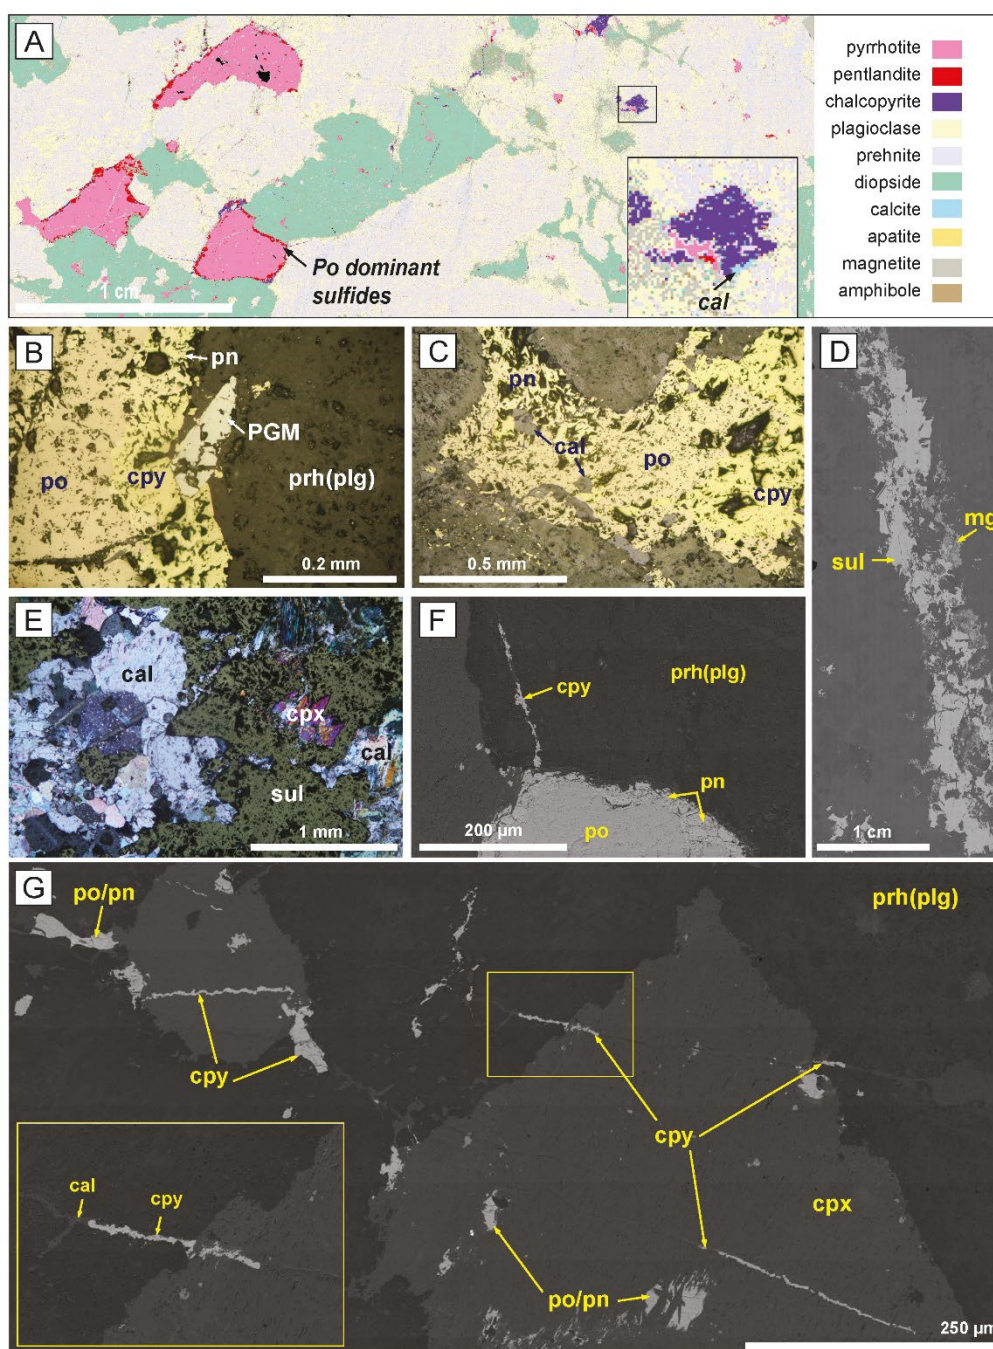 A
Po dominant
sulfides
1 cm
cal
pyrrhotite
pentlandite
chalcopyrite
plagioclase
prehnite
diopside
calcite
apatite
magnetite
amphibole
B
pn
PGM
po
cpy
prh(plg)
0.2 mm
C
pn
cal
po
cpy
0.5 mm
D
mg
sul
1 cm
E
cal
cpx
cal
sul
1 mm
F
cpy
prh(plg)
pn
po
200 µm
G
po/pn
prh(plg)
cpy
cpy
cal
cpy
cpx
po/pn
250 µm